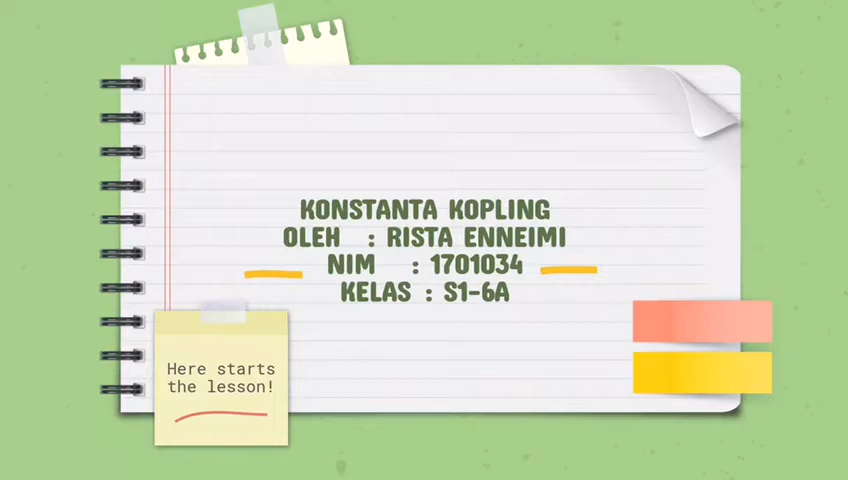 KONSTANTA KOPLING
OLEH : RISTA ENNEIMI
NIM : 1701034
KELAS : S1-6A
Here starts
the lesson!